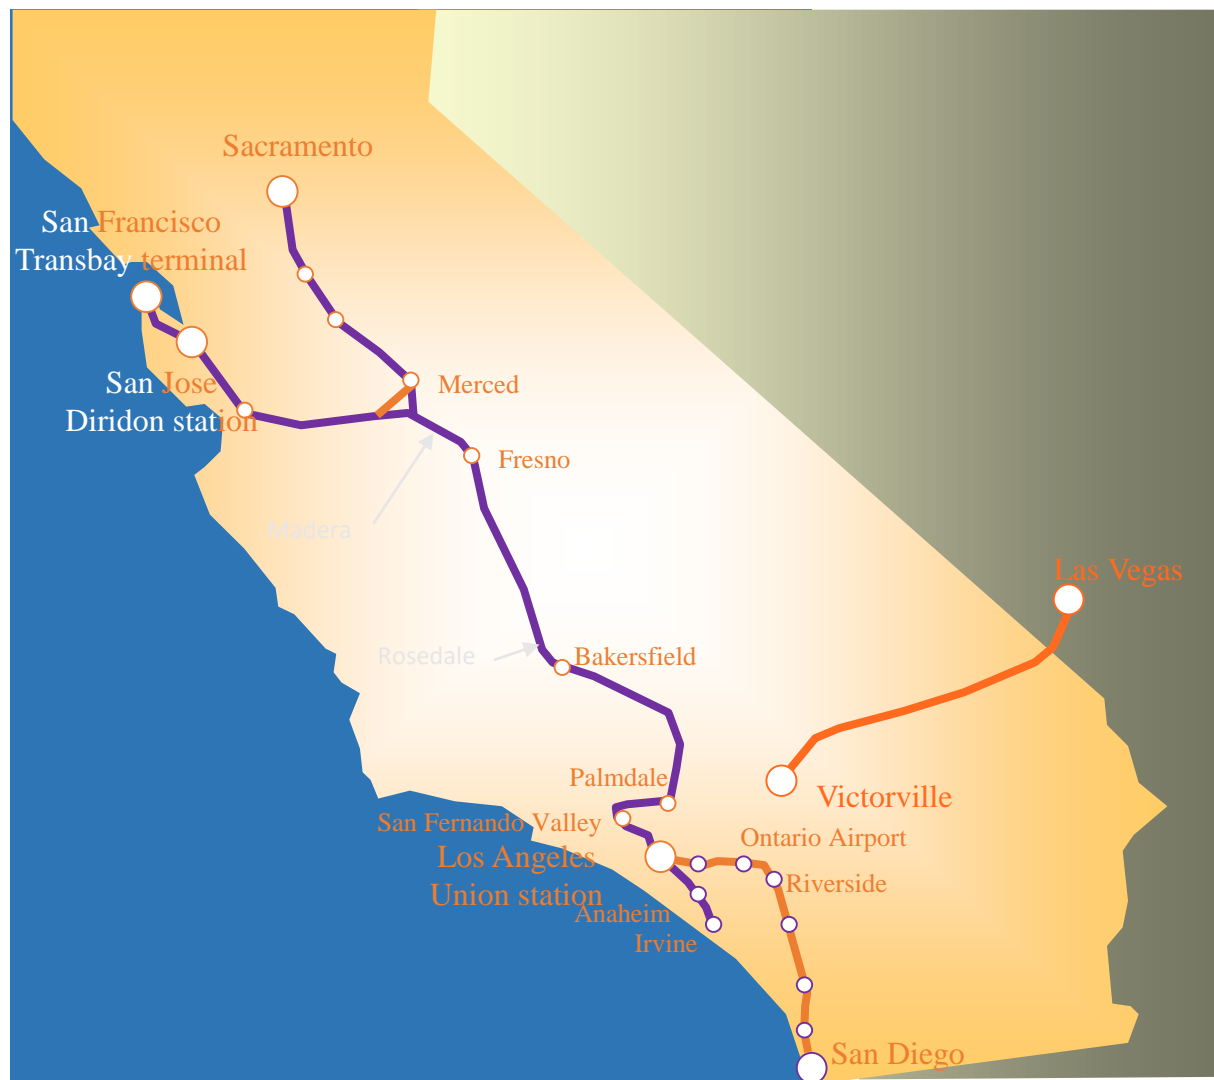 Sacramento
San Francisco
Transbay terminal
San Jose
Diridon station
Merced
Fresno
Madera
Las Vegas
Rosedale
Bakersfield
Palmdale
Victorville
San Fernando Valley
Ontario Airport
Los Angeles
Union station
Riverside
Anaheim
Irvine
San Diego